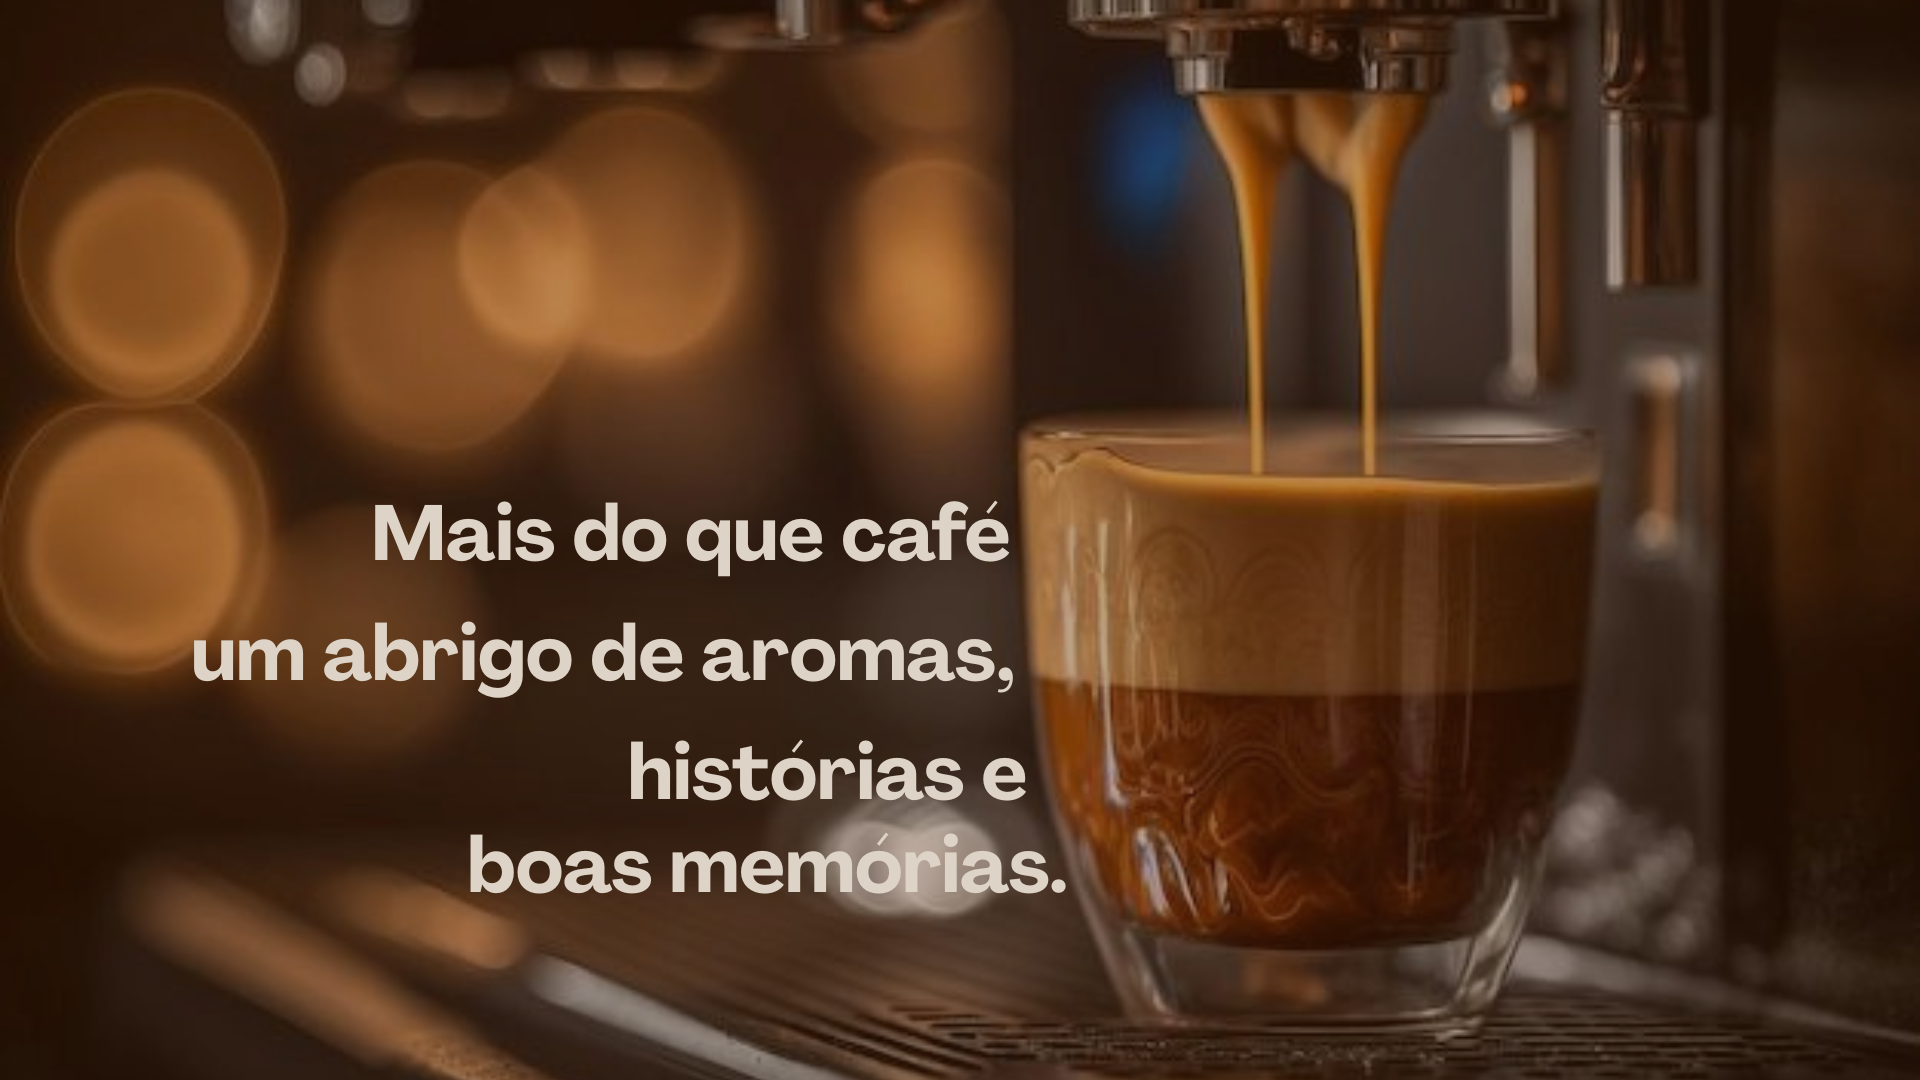 Mais do que café
um abrigo de aromas,
histórias e
boas memórias.